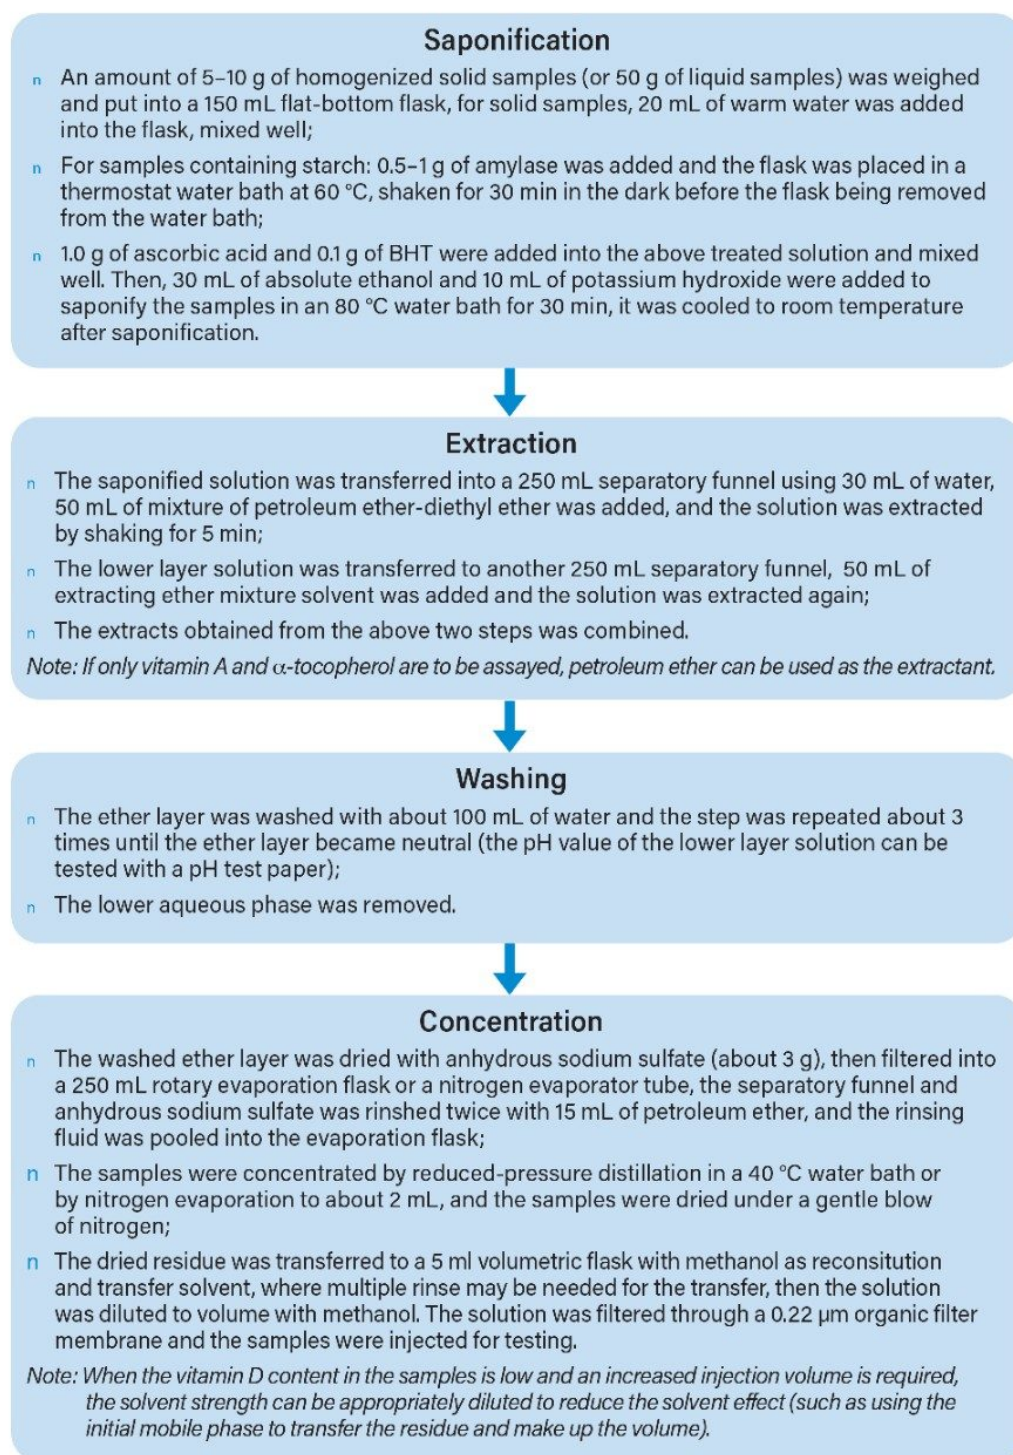 Saponification
n An amount of 5–10 g of homogenized solid samples (or 50 g of liquid samples) was weighed
and put into a 150 mL flat-bottom flask, for solid samples, 20 mL of warm water was added
into the flask, mixed well;
n For samples containing starch: 0.5–1 g of amylase was added and the flask was placed in a
thermostat water bath at 60 °C, shaken for 30 min in the dark before the flask being removed
from the water bath;
n 1.0 g of ascorbic acid and 0.1 g of BHT were added into the above treated solution and mixed
well. Then, 30 mL of absolute ethanol and 10 mL of potassium hydroxide were added to
saponify the samples in an 80 °C water bath for 30 min, it was cooled to room temperature
after saponification.
Extraction
n The saponified solution was transferred into a 250 mL separatory funnel using 30 mL of water,
50 mL of mixture of petroleum ether-diethyl ether was added, and the solution was extracted
by shaking for 5 min;
n The lower layer solution was transferred to another 250 mL separatory funnel, 50 mL of
extracting ether mixture solvent was added and the solution was extracted again;
n The extracts obtained from the above two steps was combined.
Note: If only vitamin A and α-tocopherol are to be assayed, petroleum ether can be used as the extractant.
Washing
n The ether layer was washed with about 100 mL of water and the step was repeated about 3
times until the ether layer became neutral (the pH value of the lower layer solution can be
tested with a pH test paper);
n The lower aqueous phase was removed.
Concentration
n The washed ether layer was dried with anhydrous sodium sulfate (about 3 g), then filtered into
a 250 mL rotary evaporation flask or a nitrogen evaporator tube, the separatory funnel and
anhydrous sodium sulfate was rinshed twice with 15 mL of petroleum ether, and the rinsing
fluid was pooled into the evaporation flask;
n The samples were concentrated by reduced-pressure distillation in a 40 °C water bath or
by nitrogen evaporation to about 2 mL, and the samples were dried under a gentle blow
of nitrogen;
n The dried residue was transferred to a 5 ml volumetric flask with methanol as reconsitution
and transfer solvent, where multiple rinse may be needed for the transfer, then the solution
was diluted to volume with methanol. The solution was filtered through a 0.22 μm organic filter
membrane and the samples were injected for testing.
Note: When the vitamin D content in the samples is low and an increased injection volume is required,
the solvent strength can be appropriately diluted to reduce the solvent effect (such as using the
initial mobile phase to transfer the residue and make up the volume).